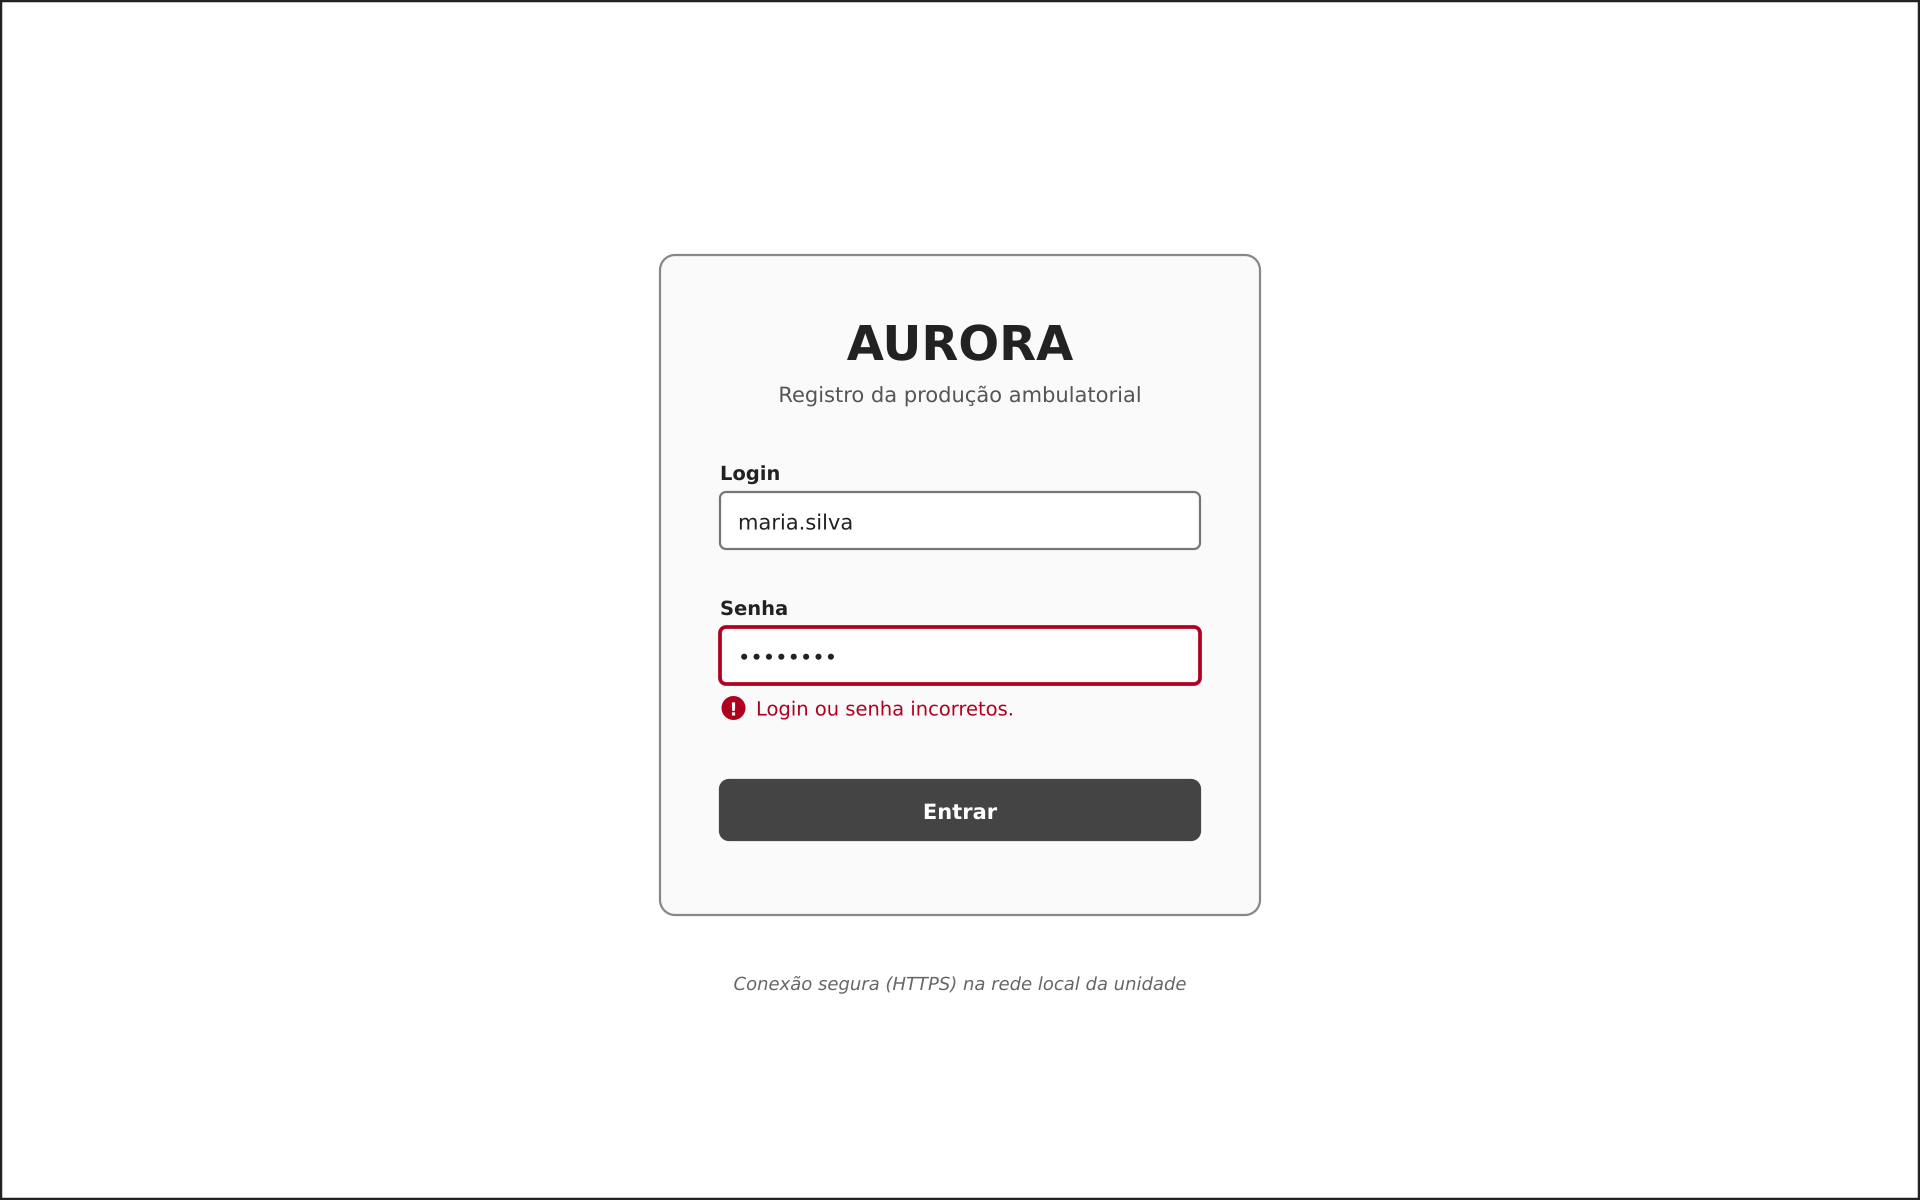 AURORA
Registro da produção ambulatorial
Login
maria.silva
Senha
••••••••
! Login ou senha incorretos.
Entrar
Conexão segura (HTTPS) na rede local da unidade